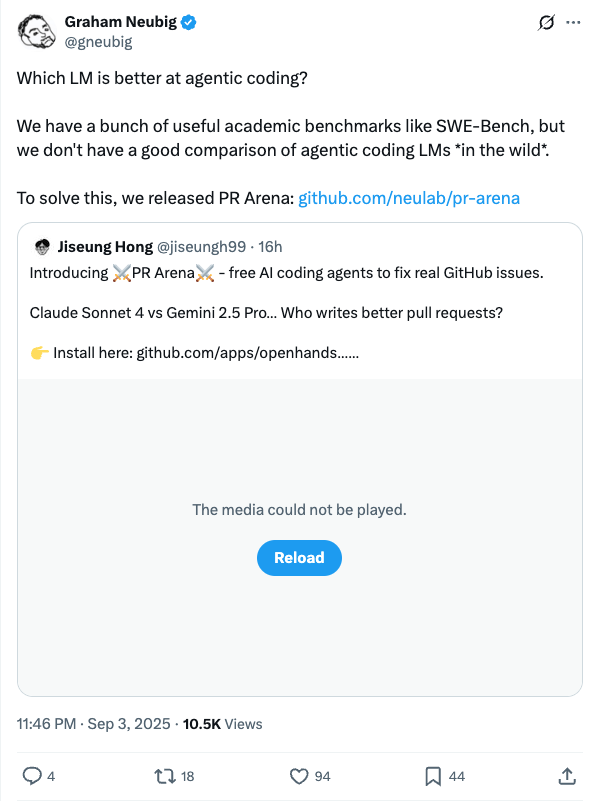 Graham Neubig
@gneubig
Which LM is better at agentic coding?
We have a bunch of useful academic benchmarks like SWE-Bench, but
we don't have a good comparison of agentic coding LMs *in the wild*.
To solve this, we released PR Arena: github.com/neulab/pr-arena
Jiseung Hong @jiseungh99 · 16h
Introducing ⚔️PR Arena⚔️ - free AI coding agents to fix real GitHub issues.
Claude Sonnet 4 vs Gemini 2.5 Pro... Who writes better pull requests?
👉 Install here: github.com/apps/openhands......
The media could not be played.
Reload
11:46 PM · Sep 3, 2025 · 10.5K Views
4 18 94 44